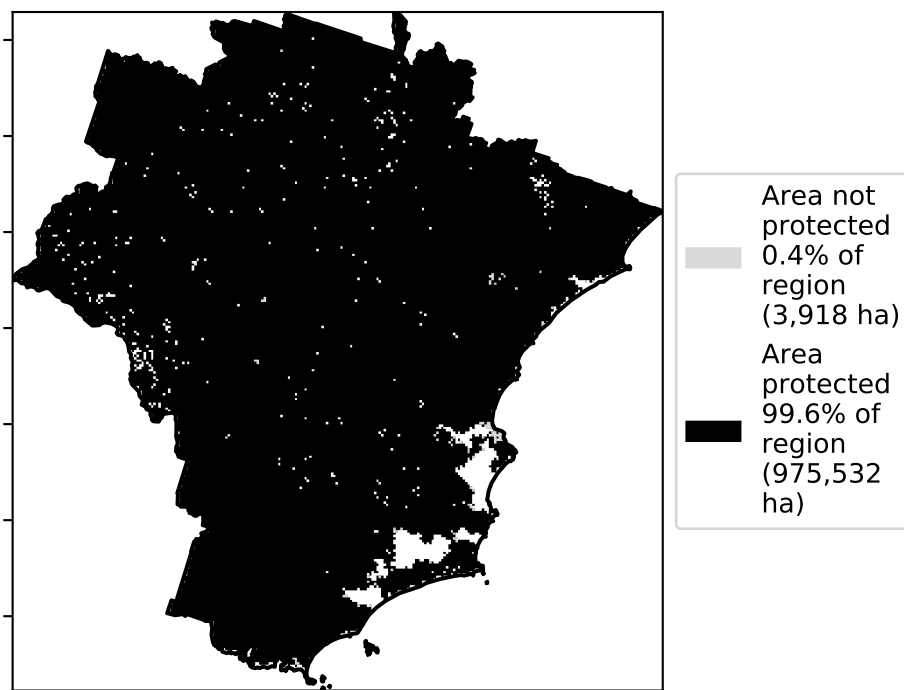 Area not
protected
0.4% of
region
(3,918 ha)
Area
protected
99.6% of
region
(975,532
ha)